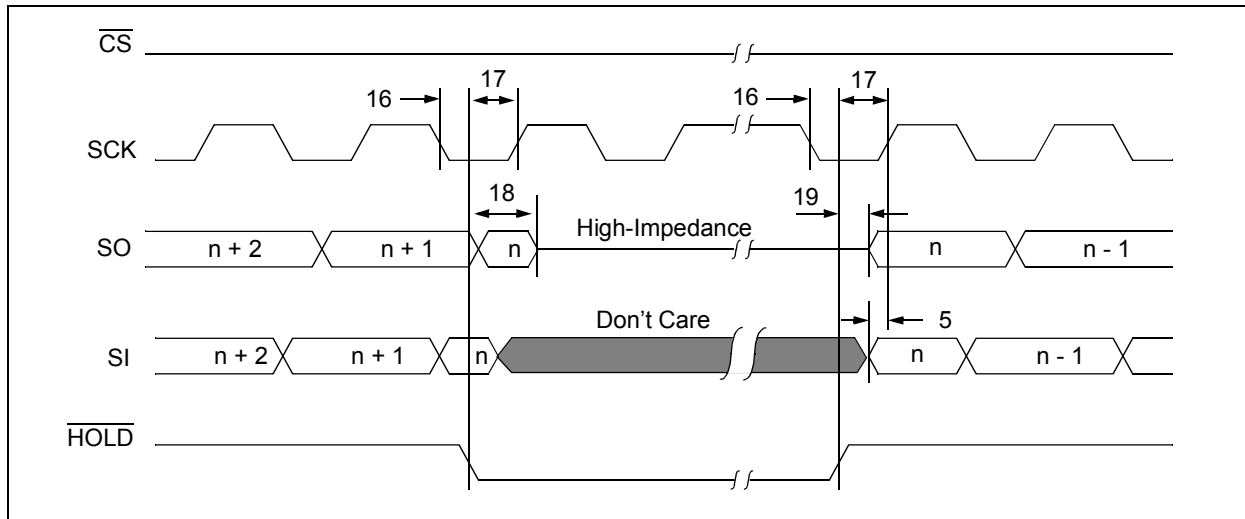 CS
16 17 16 17
SCK
18 19
High-Impedance
SO n + 2 n + 1 n n n - 1
Don't Care 5
SI n + 2 n + 1 n n n - 1
HOLD